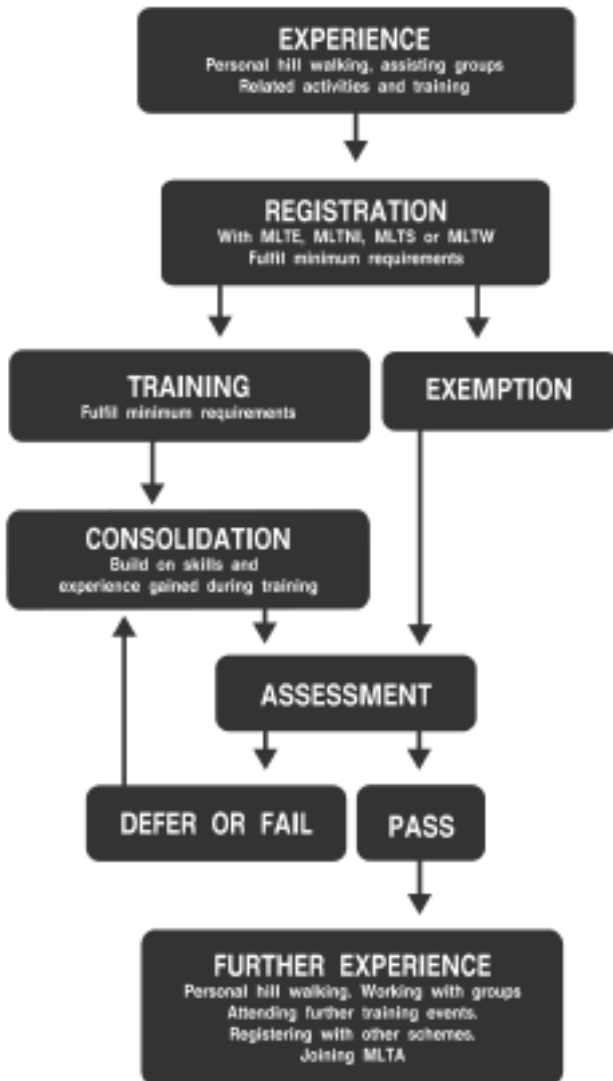 EXPERIENCE
Personal hill walking, assisting groups
Related activities and training
REGISTRATION
With MLTE, MLTNI, MLTS or MLTW
Fulfill minimum requirements
TRAINING
Fulfill minimum requirements
EXEMPTION
CONSOLIDATION
Build on skills and
experience gained during training
ASSESSMENT
DEFER OR FAIL
PASS
FURTHER EXPERIENCE
Personal hill walking. Working with groups
Attending further training events.
Registering with other schemes.
Joining MLTA